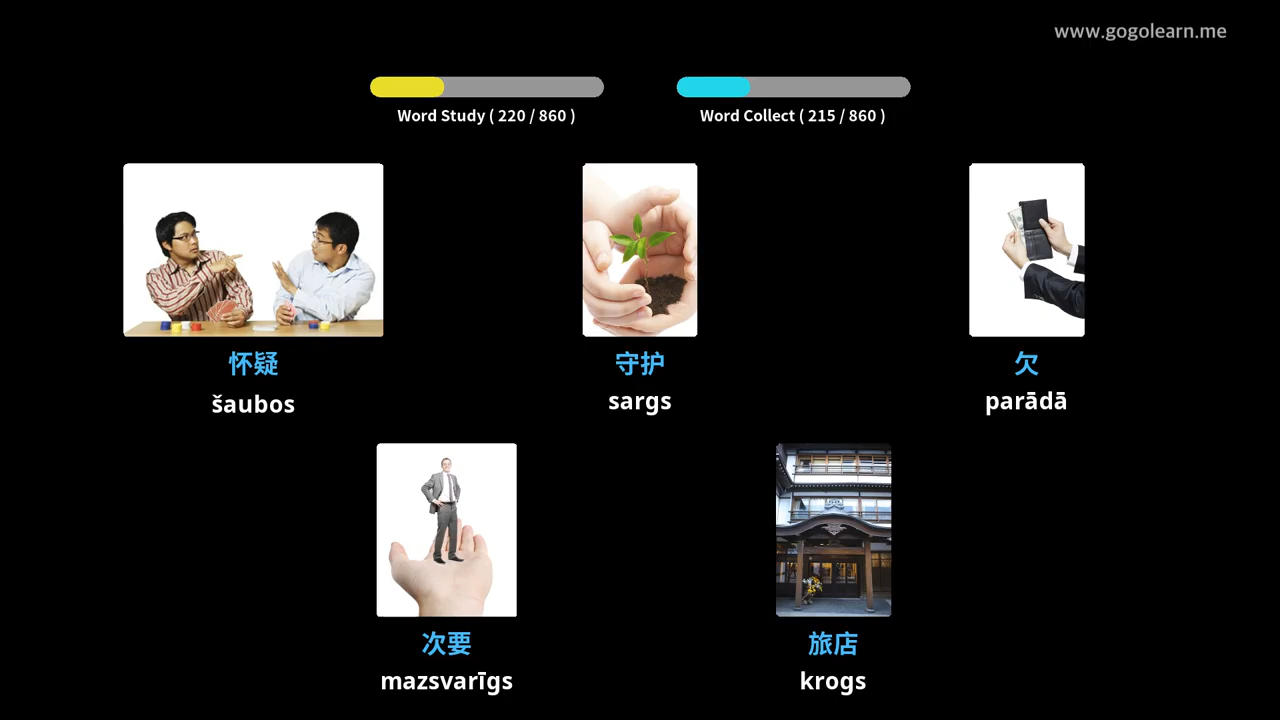 www.gogolearn.me
Word Study ( 220 / 860 )
Word Collect ( 215 / 860 )
怀疑
šaubos
守护
sargs
欠
parādā
次要
mazsvarīgs
旅店
krogs